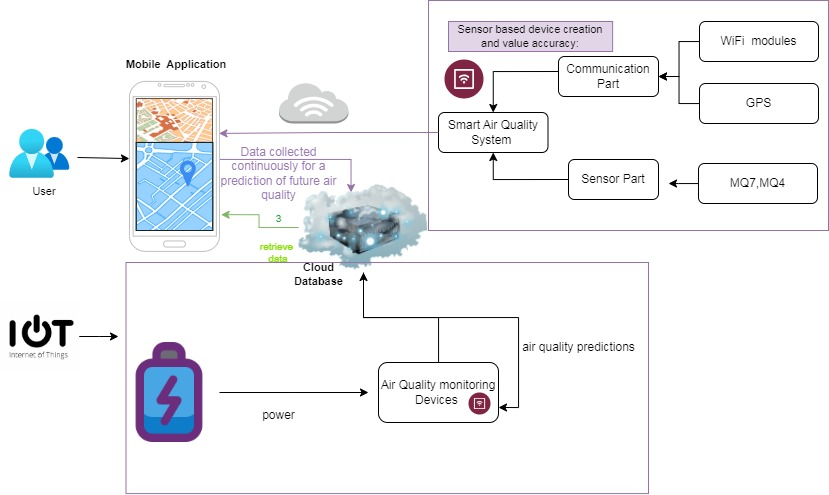 Sensor based device creation
and value accuracy:
WiFi modules
Communication
Part
GPS
Mobile Application
Smart Air Quality
System
Data collected
continuously for a
prediction of future air
quality
User
Sensor Part
MQ7,MQ4
3
retrieve
data
Cloud
Database
IOT
Internet of Things
air quality predictions
Air Quality monitoring
Devices
power